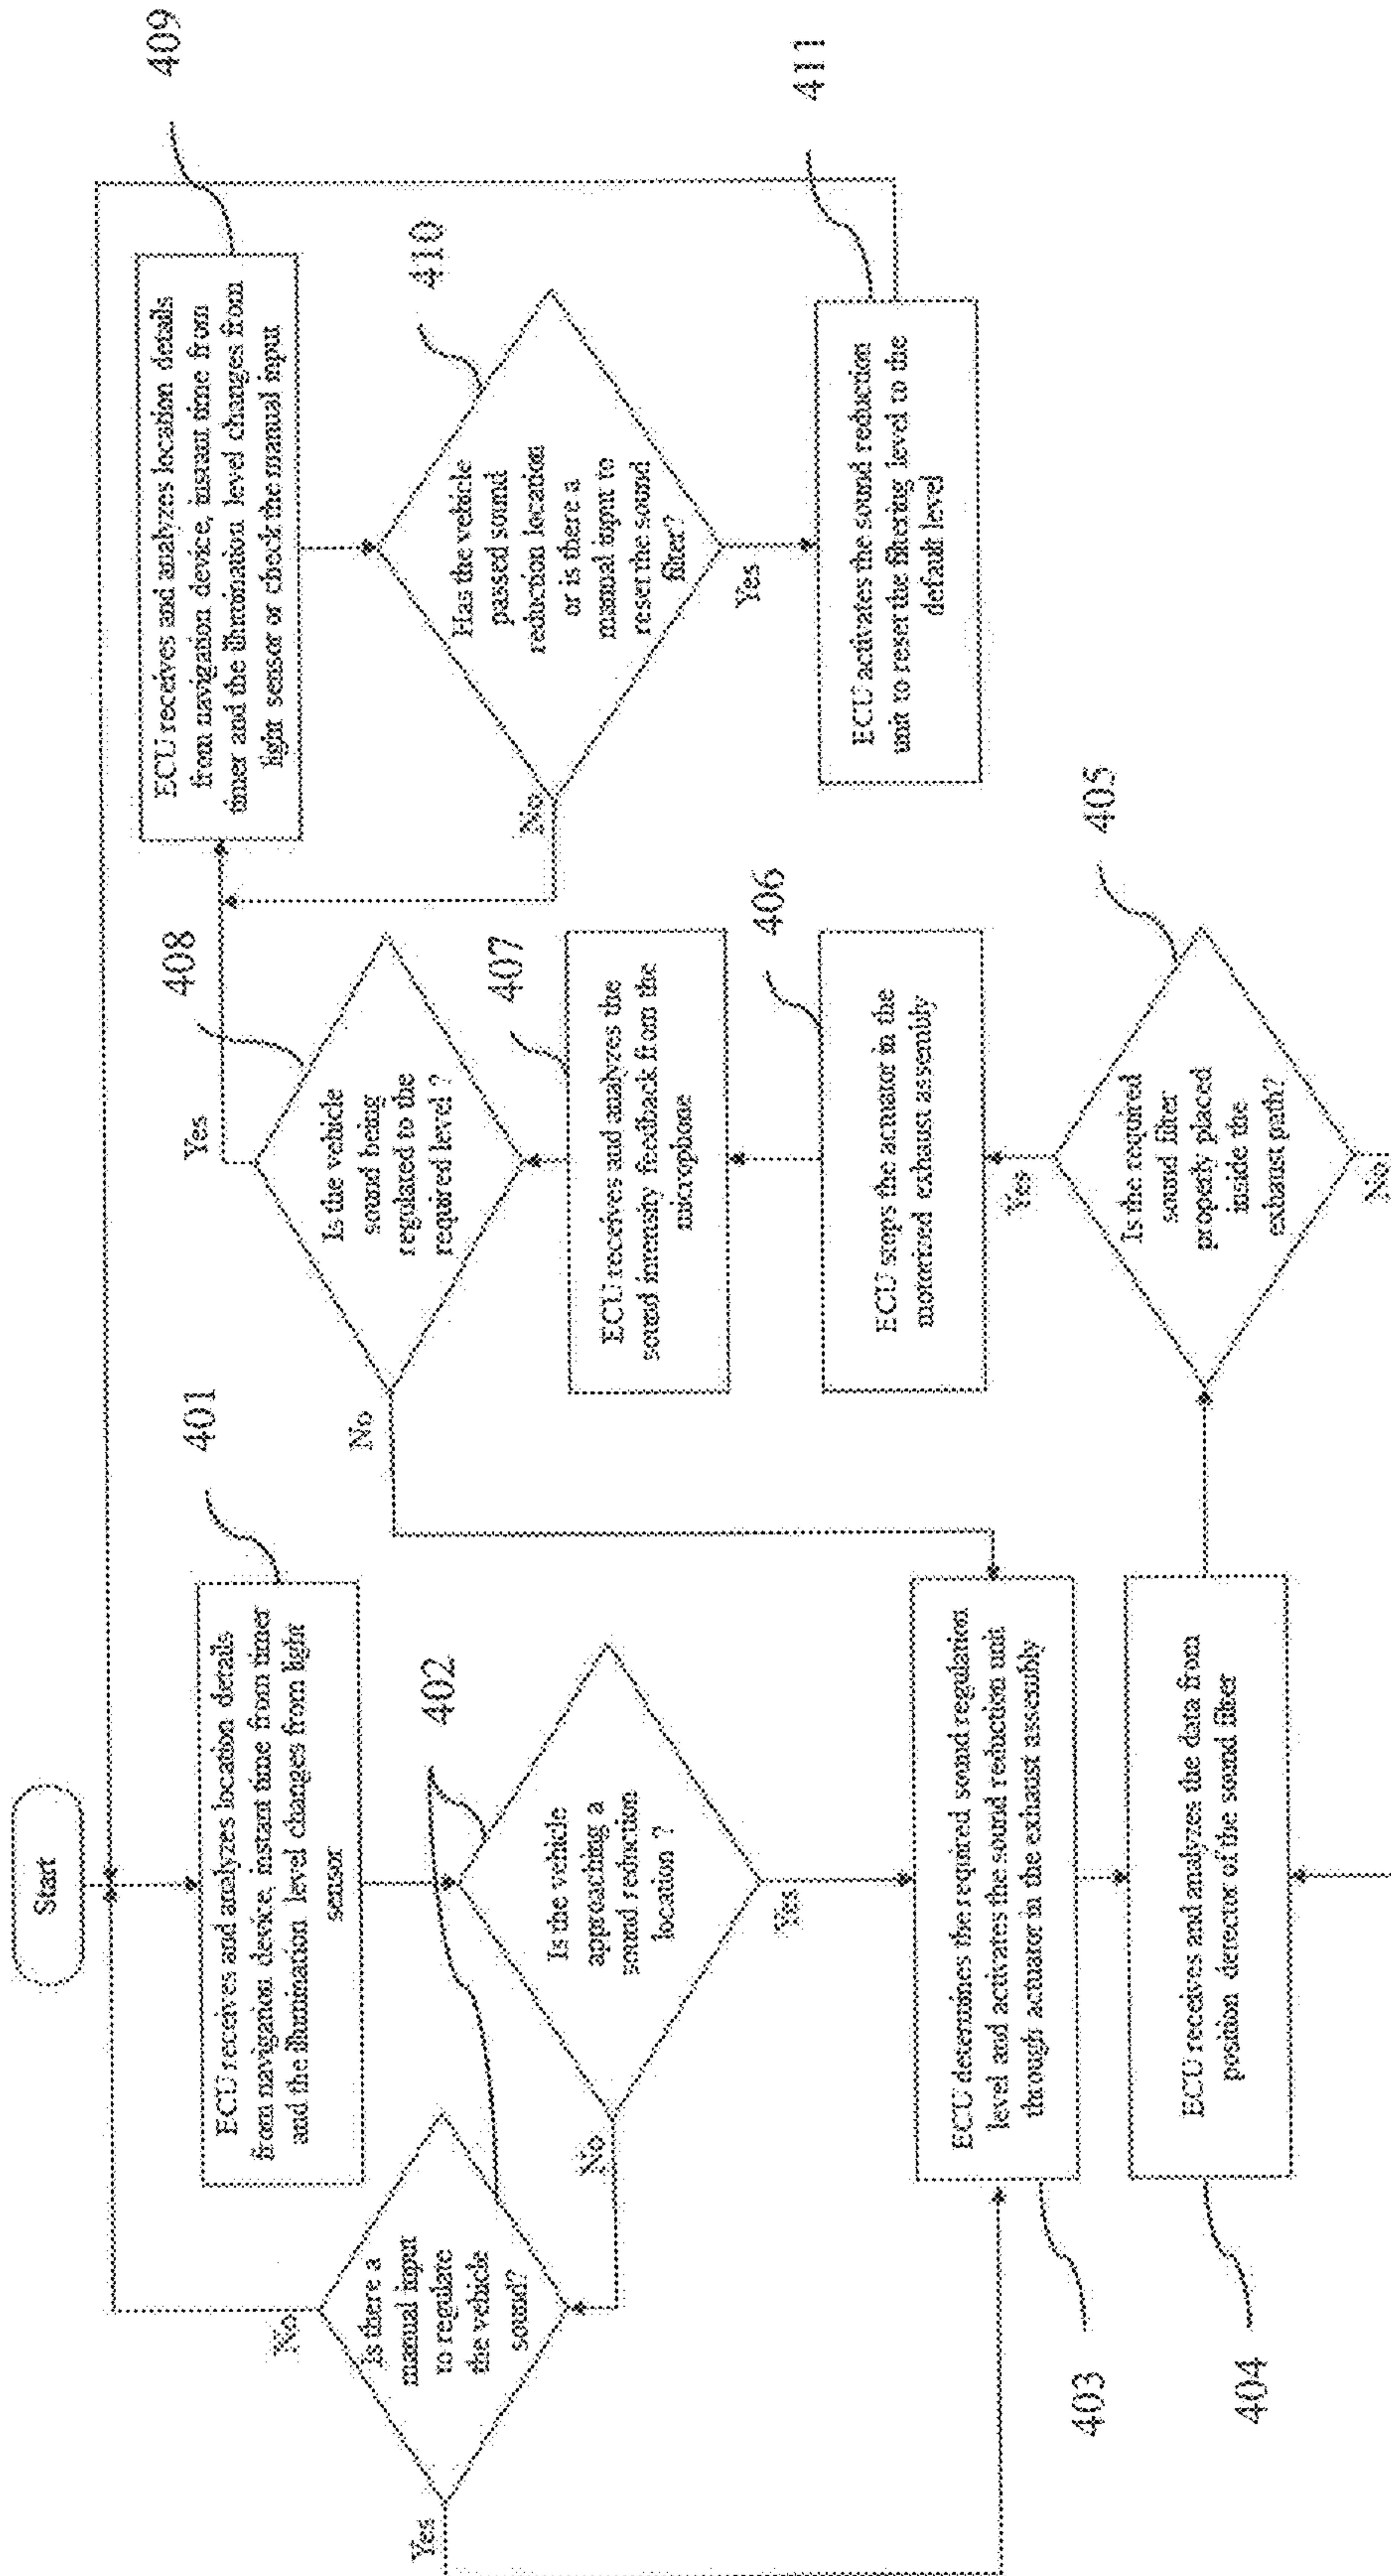 Start
ECU receives and analyzes location details
from navigation device, instant time from timer
and the illumination level changes from light
sensor
401
402
Is the vehicle
approaching a
sound reduction
location ?
No
Yes
Is there a
manual input
to regulate
the vehicle
sound?
No
Yes
ECU determines the required sound regulation
level and activates the sound reduction unit
through actuator in the exhaust assembly
403
ECU receives and analyzes the data from
position detector of the sound filter
404
Is the required
sound filter
properly placed
inside the
exhaust path?
405
Yes
No
ECU stops the actuator in the
motorized exhaust assembly
406
ECU receives and analyzes the
sound intensity feedback from the
microphone
407
Is the vehicle
sound being
regulated to the
required level ?
408
Yes
No
ECU receives and analyzes location details
from navigation device, instant time from
timer and the illumination level changes from
light sensor or check the manual input
409
Has the vehicle
passed sound
reduction location
or is there a
manual input to
reset the sound
filter?
410
No
Yes
ECU activates the sound reduction
unit to reset the filtering level to the
default level
411